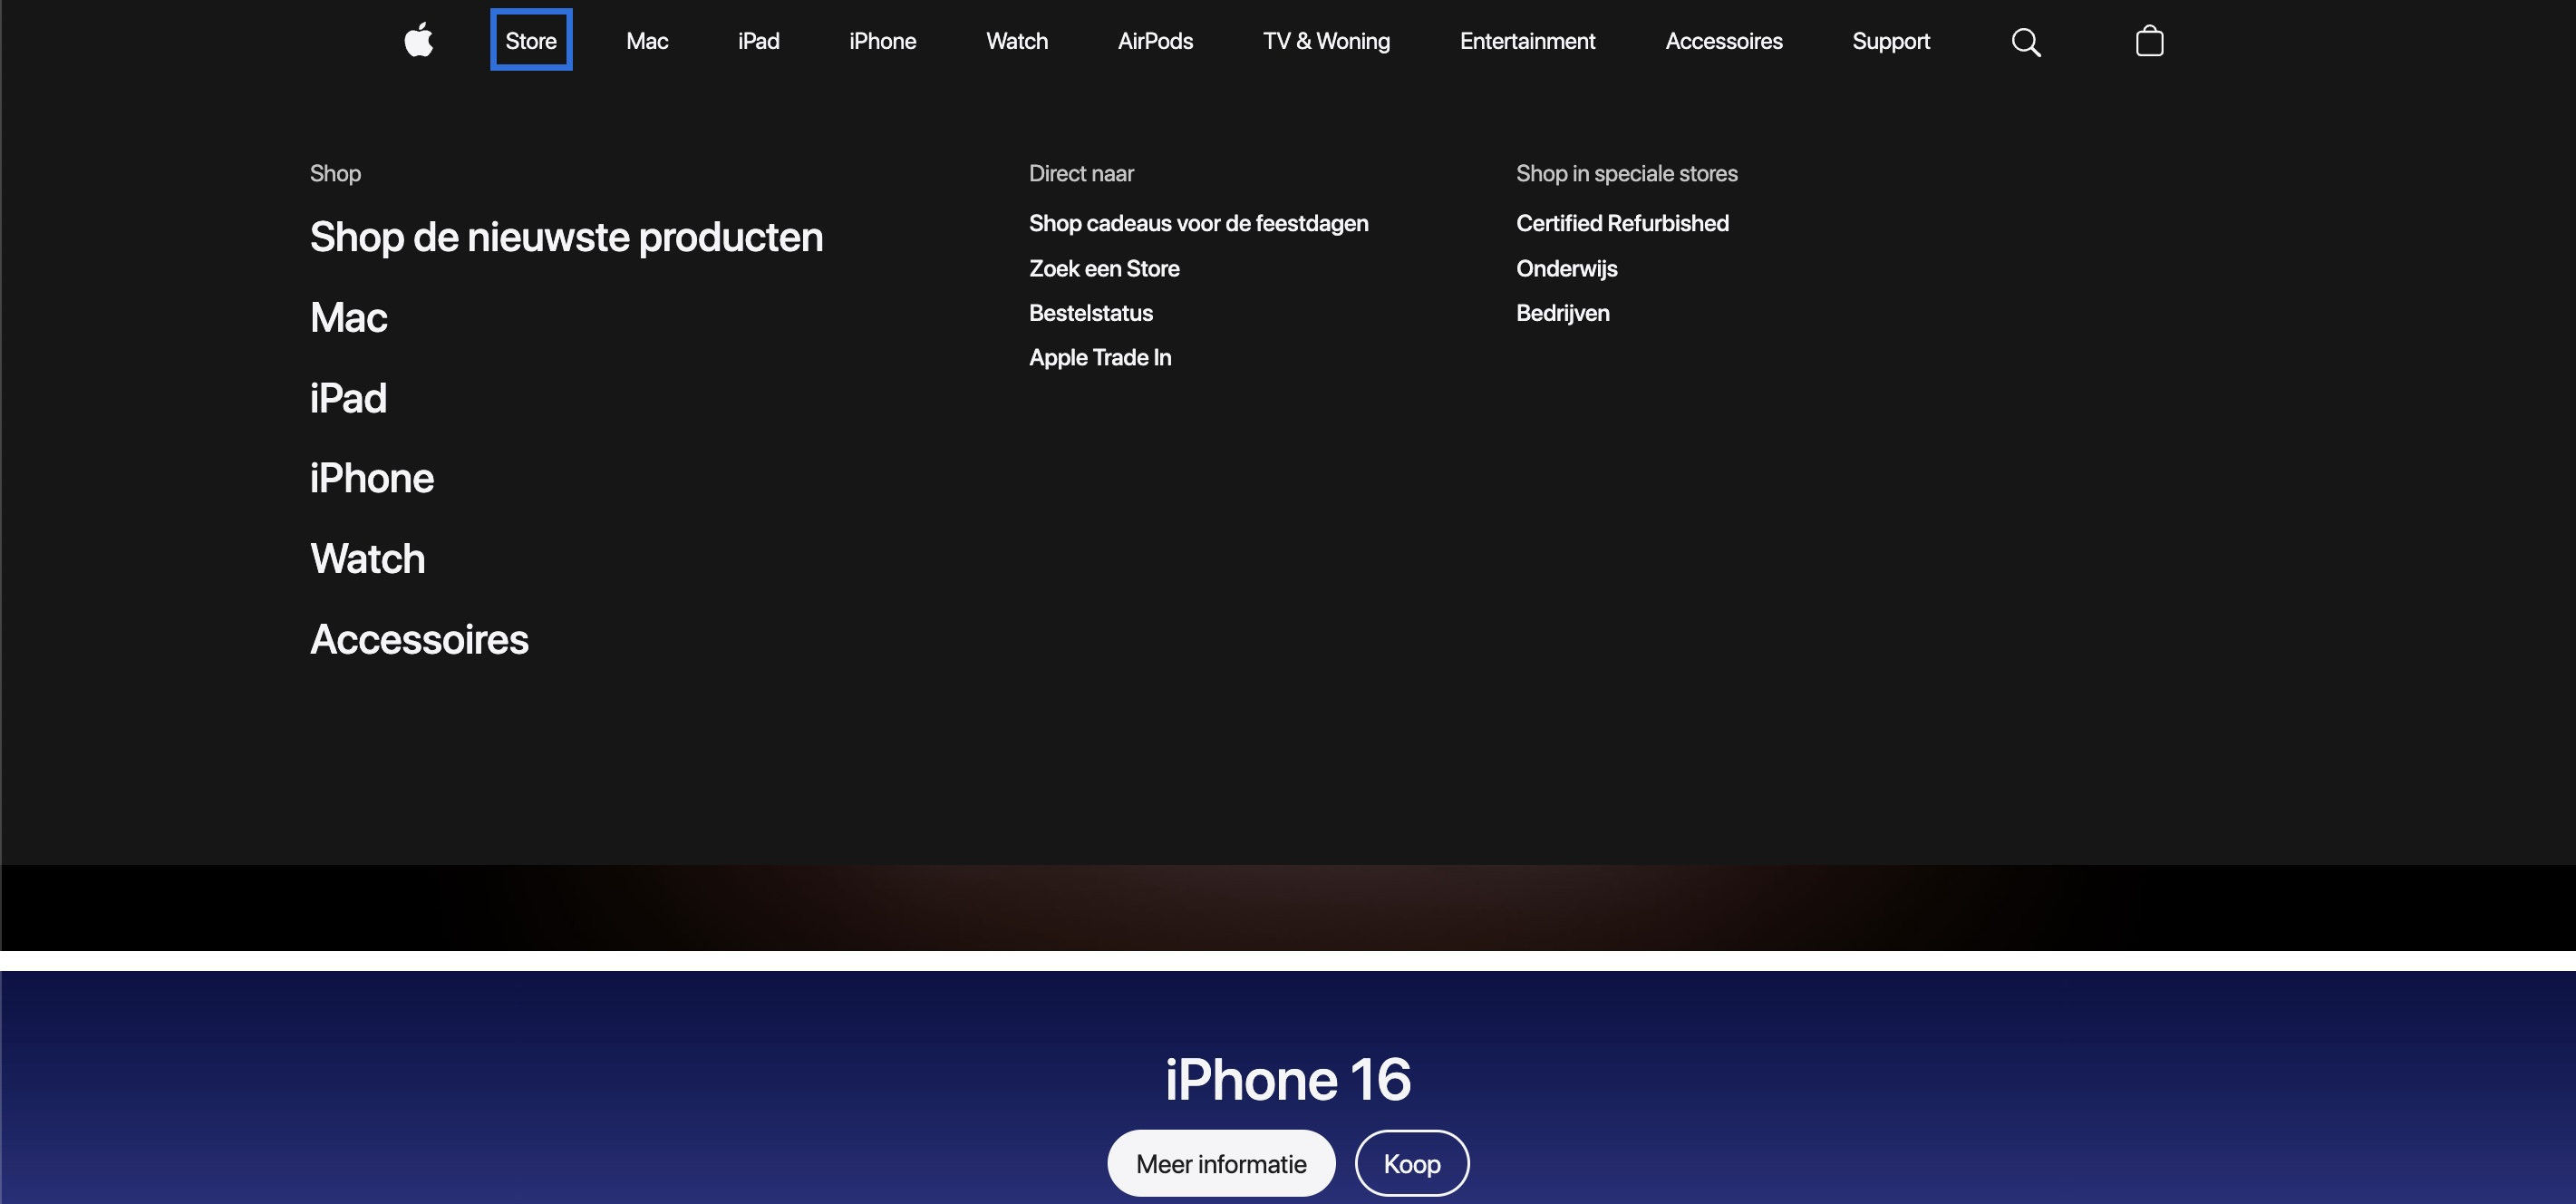 Store Mac iPad iPhone Watch AirPods TV & Woning Entertainment Accessoires Support
Shop
Shop de nieuwste producten
Mac
iPad
iPhone
Watch
Accessoires
Direct naar
Shop cadeaus voor de feestdagen
Zoek een Store
Bestelstatus
Apple Trade In
Shop in speciale stores
Certified Refurbished
Onderwijs
Bedrijven
iPhone 16
Meer informatie Koop